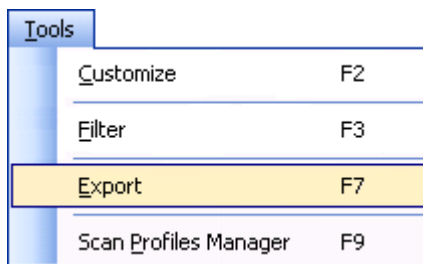 Tools
Customize F2
Filter F3
Export F7
Scan Profiles Manager F9